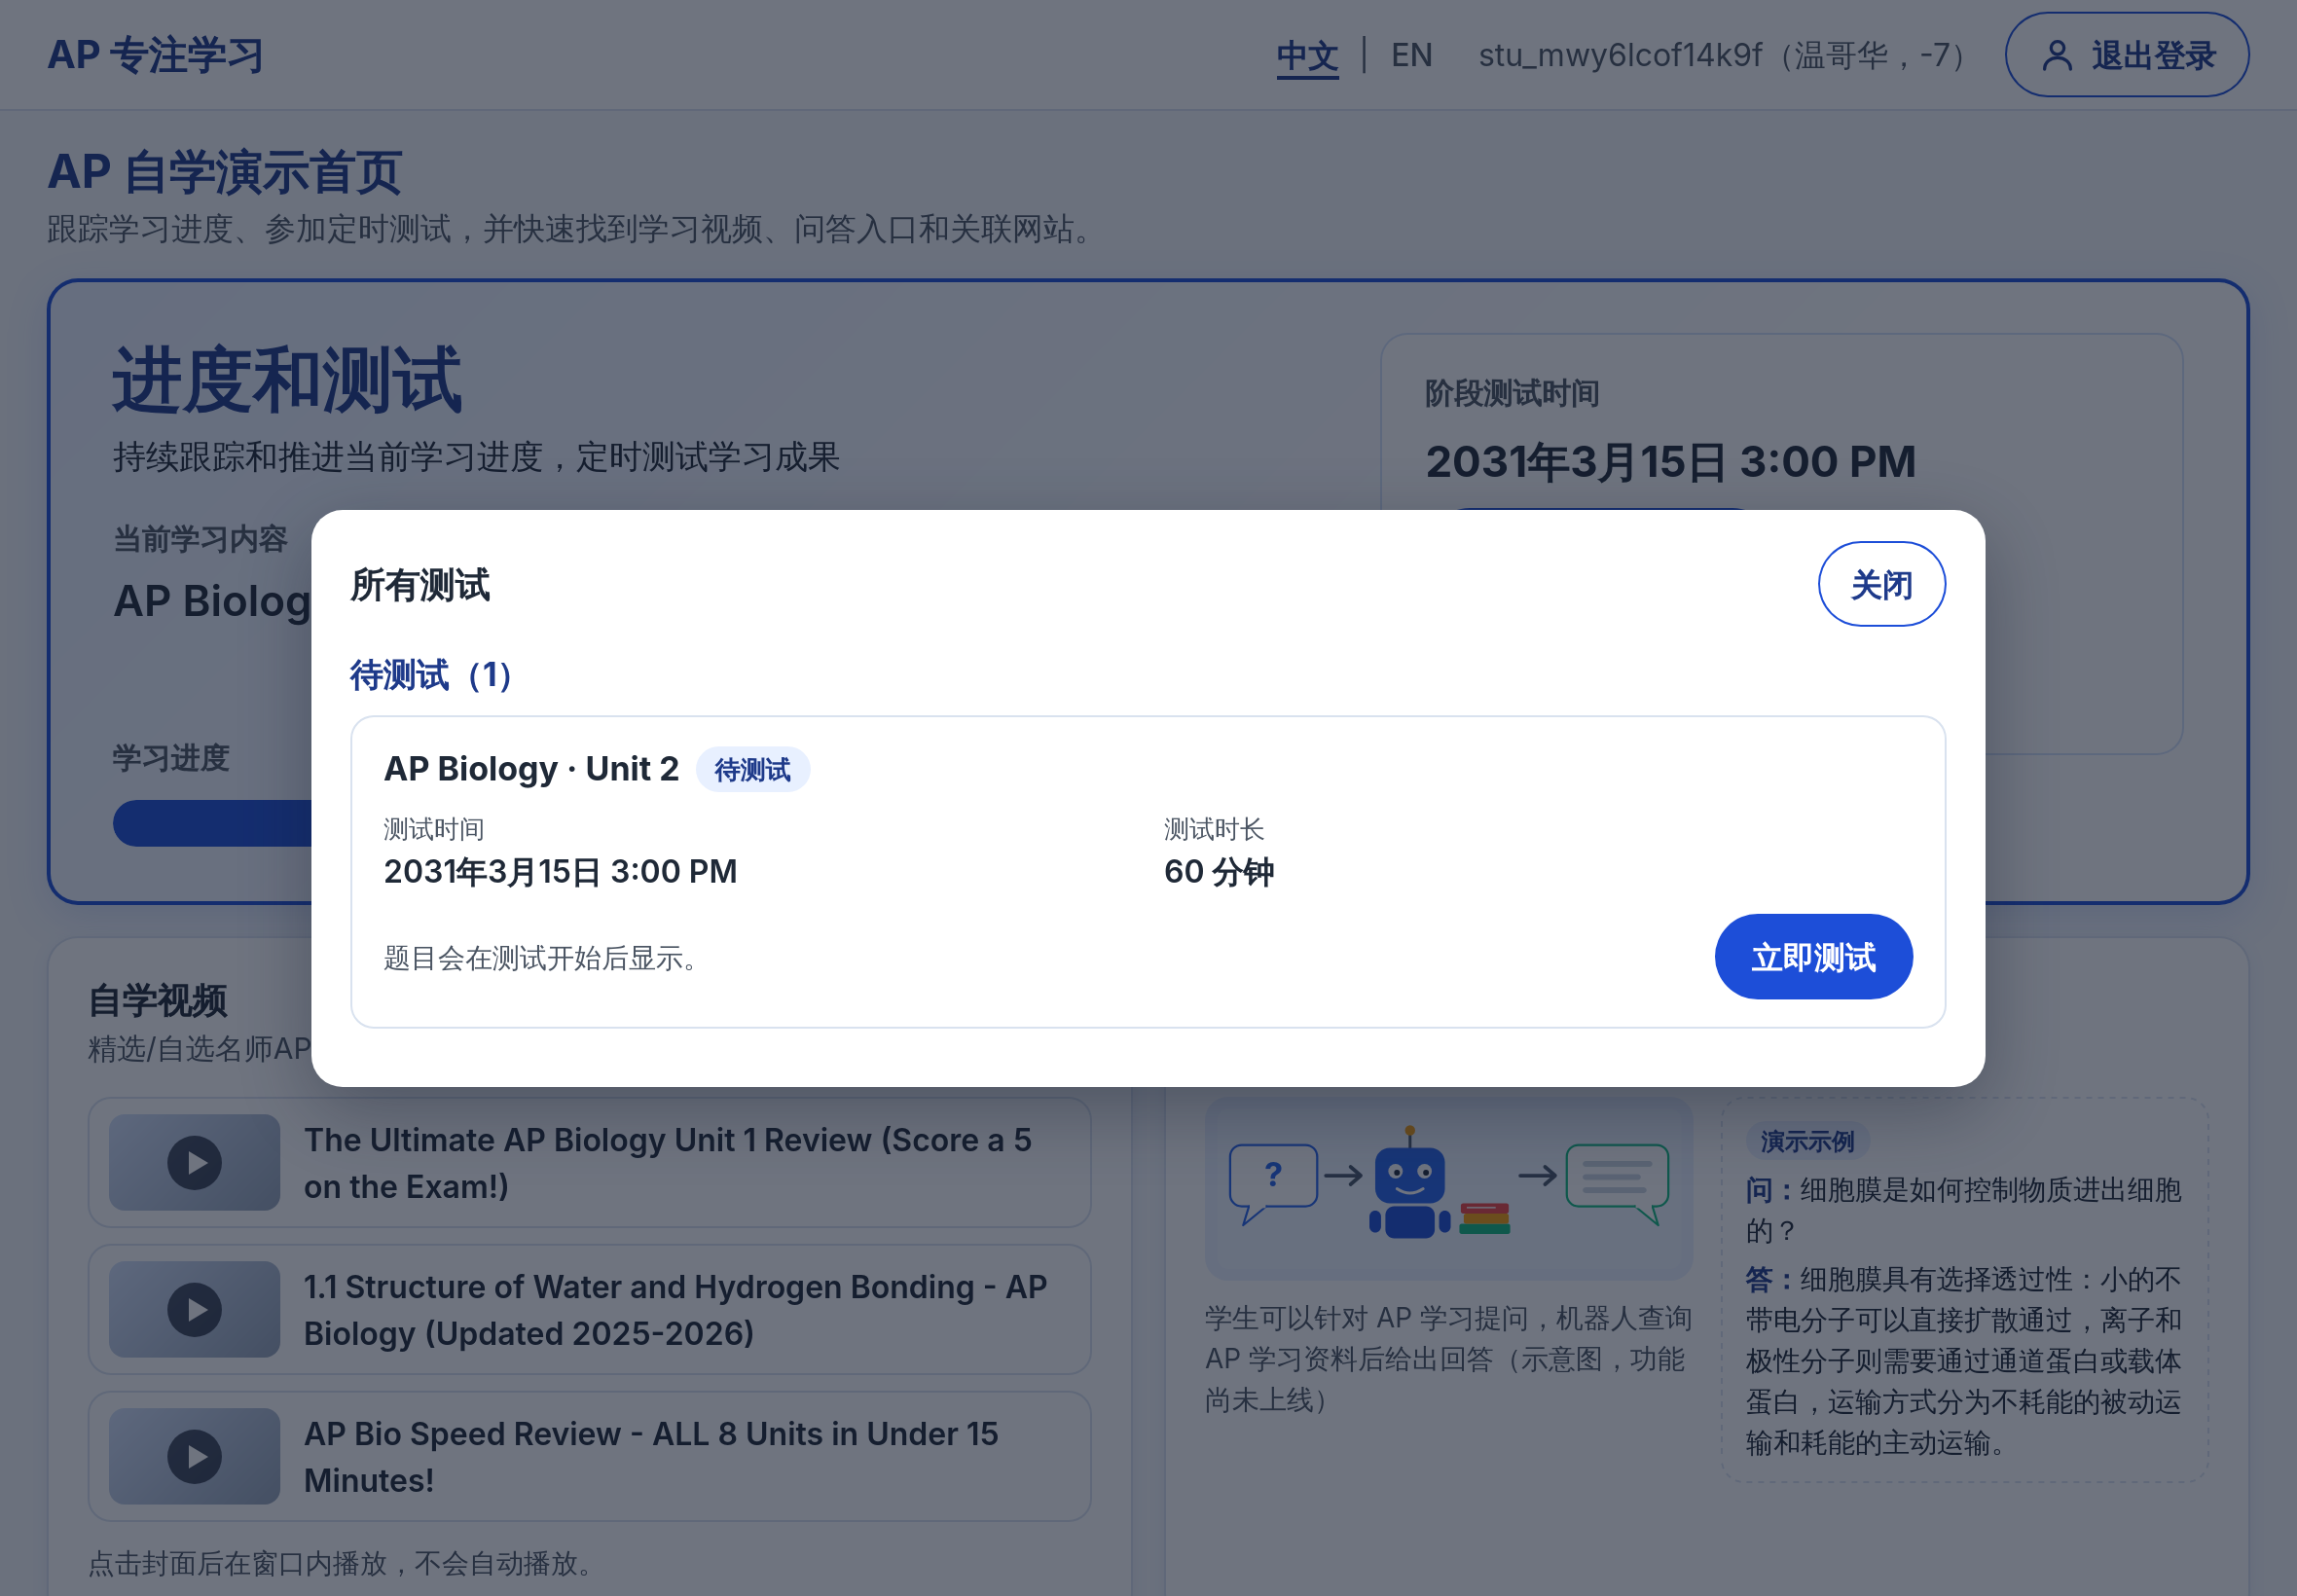 AP 专注学习
中文 | EN stu_mwy6lcof14k9f（温哥华，-7） 退出登录
AP 自学演示首页
跟踪学习进度、参加定时测试，并快速找到学习视频、问答入口和关联网站。
进度和测试
持续跟踪和推进当前学习进度，定时测试学习成果
当前学习内容
AP Biolog
学习进度
阶段测试时间
2031年3月15日 3:00 PM
所有测试
关闭
待测试（1）
AP Biology · Unit 2 待测试
测试时间
2031年3月15日 3:00 PM
测试时长
60 分钟
题目会在测试开始后显示。
立即测试
自学视频
精选/自选名师AP
The Ultimate AP Biology Unit 1 Review (Score a 5
on the Exam!)
1.1 Structure of Water and Hydrogen Bonding - AP
Biology (Updated 2025-2026)
AP Bio Speed Review - ALL 8 Units in Under 15
Minutes!
点击封面后在窗口内播放，不会自动播放。
?
学生可以针对 AP 学习提问，机器人查询
AP 学习资料后给出回答（示意图，功能
尚未上线）
演示示例
问：细胞膜是如何控制物质进出细胞
的？
答：细胞膜具有选择透过性：小的不
带电分子可以直接扩散通过，离子和
极性分子则需要通过通道蛋白或载体
蛋白，运输方式分为不耗能的被动运
输和耗能的主动运输。